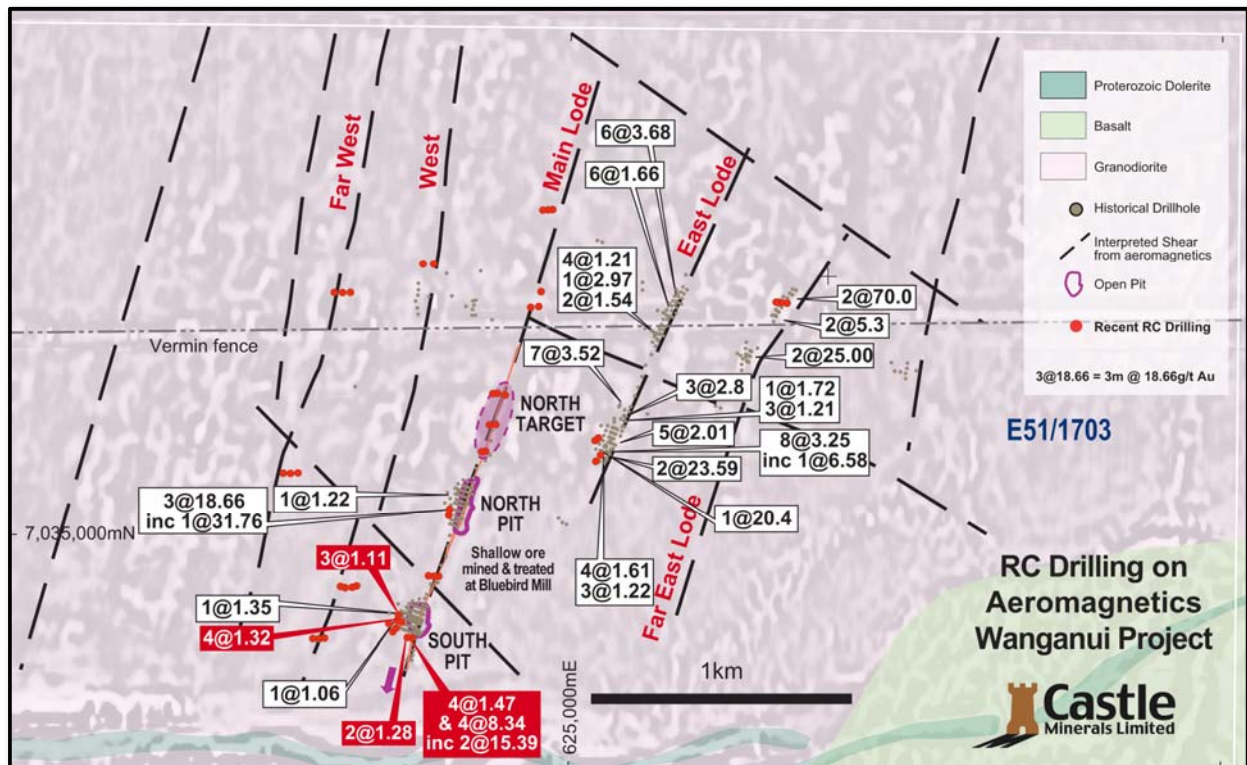 Proterozoic Dolerite
Basalt
Granodiorite
Historical Drillhole
Interpreted Shear
from aeromagnetics
Open Pit
Recent RC Drilling
3@18.66 = 3m @ 18.66g/t Au
Far West
West
Main Lode
East Lode
Far East Lode
6@3.68
6@1.66
4@1.21
1@2.97
2@1.54
2@70.0
2@5.3
2@25.00
Vermin fence
7@3.52
3@2.8
1@1.72
3@1.21
NORTH
TARGET
5@2.01
8@3.25
inc 1@6.58
E51/1703
2@23.59
1@20.4
3@18.66
inc 1@31.76
1@1.22
NORTH
PIT
7,035,000mN
Shallow ore
mined & treated
at Bluebird Mill
3@1.11
4@1.61
3@1.22
1@1.35
4@1.32
SOUTH
PIT
1@1.06
2@1.28
4@1.47
& 4@8.34
inc 2@15.39
625,000mE
1km
RC Drilling on
Aeromagnetics
Wanganui Project
Castle
Minerals Limited